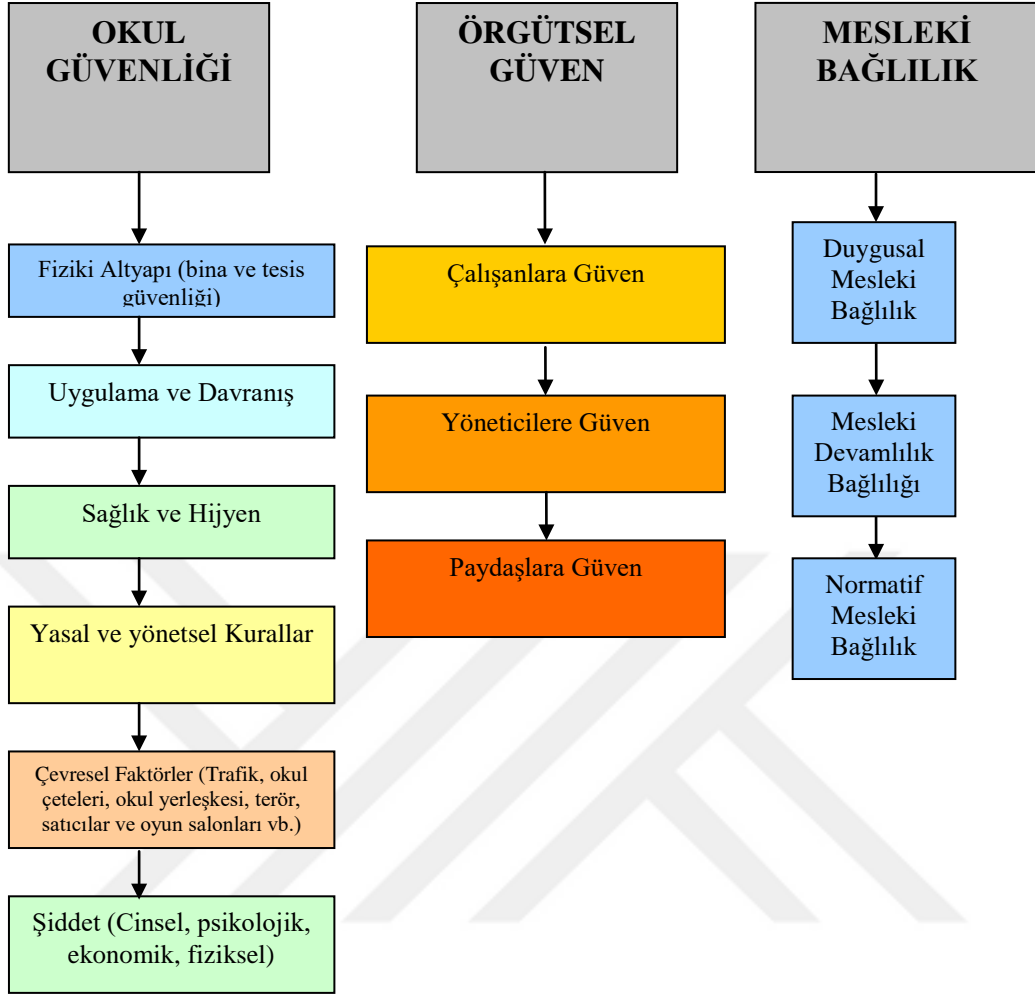 OKUL
GÜVENLİĞİ
Fiziki Altyapı (bina ve tesis
güvenliği)
Uygulama ve Davranış
Sağlık ve Hijyen
Yasal ve yönetsel Kurallar
Çevresel Faktörler (Trafik, okul
çeteleri, okul yerleşkesi, terör,
satıcılar ve oyun salonları vb.)
Şiddet (Cinsel, psikolojik,
ekonomik, fiziksel)
ÖRGÜTSEL
GÜVEN
Çalışanlara Güven
Yöneticilere Güven
Paydaşlara Güven
MESLEKİ
BAĞLILIK
Duygusal
Mesleki
Bağlılık
Mesleki
Devamlılık
Bağlılığı
Normatif
Mesleki
Bağlılık